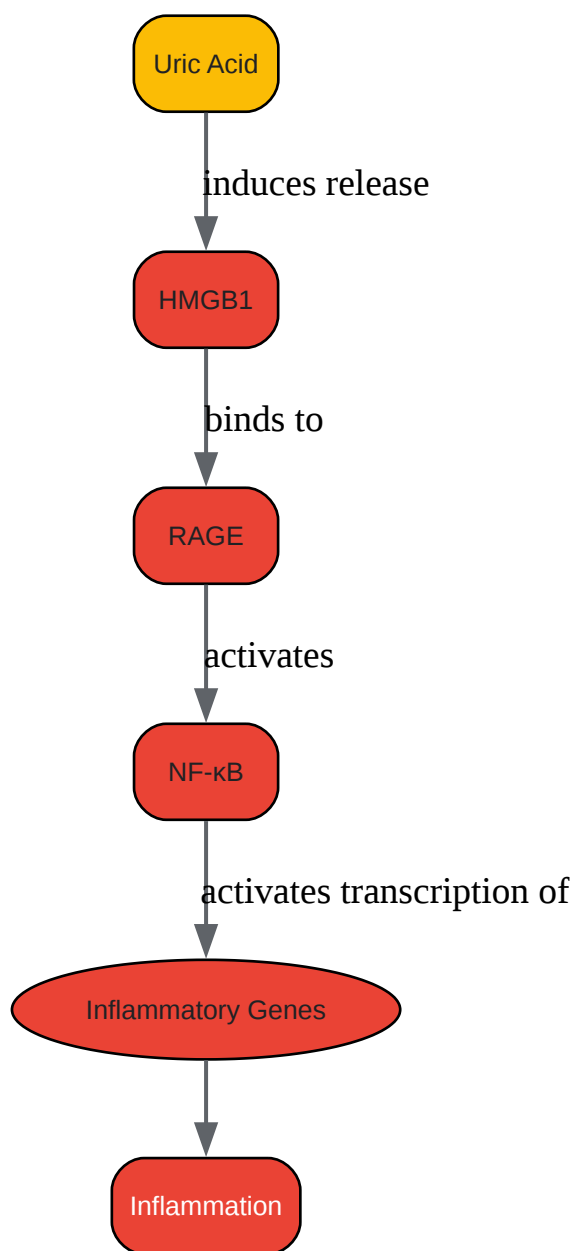 Uric Acid
induces release
HMGB1
binds to
RAGE
activates
NF-κB
activates transcription of
Inflammatory Genes
Inflammation